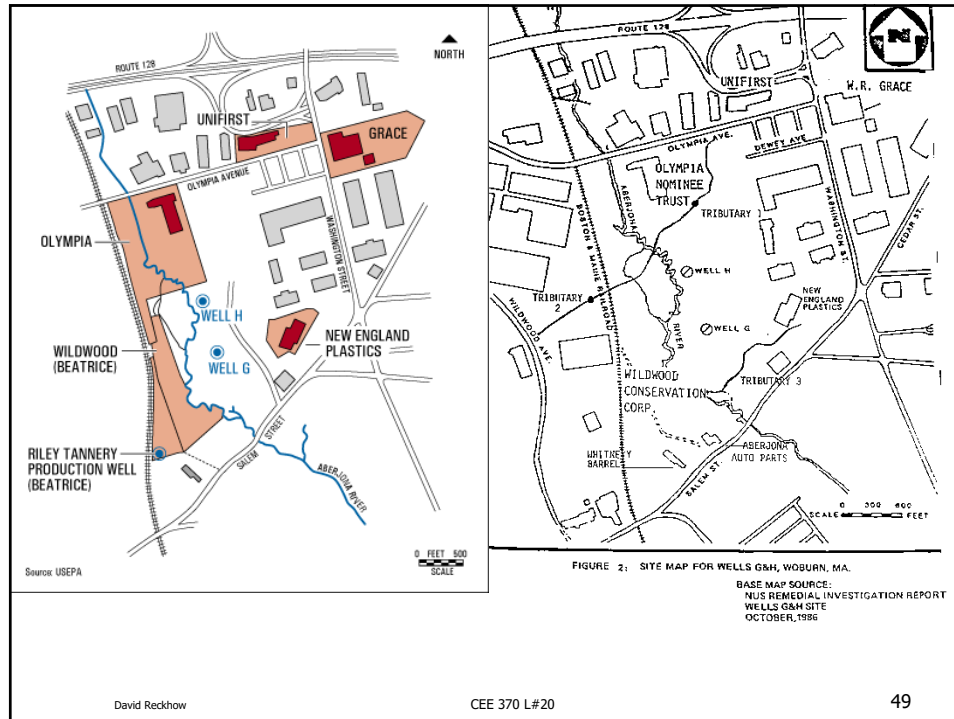 ROUTE 128
NORTH
UNIFIRST
GRACE
OLYMPIA AVENUE
OLYMPIA
WASHINGTON STREET
WELL H
WELL G
NEW ENGLAND
PLASTICS
WILDWOOD
(BEATRICE)
RILEY TANNERY
PRODUCTION WELL
(BEATRICE)
SALEM STREET
ABERJONA RIVER
0 FEET 500
SCALE
Source: USEPA
ROUTE 128
N
UNIFIRST
W.R. GRACE
OLYMPIA AVE.
DEWEY AVE.
OLYMPIA
NOMINEE
TRUST
TRIBUTARY 1
ABERJONA
RIVER
BOSTON & MAINE RAILROAD
WASHINGTON ST.
CEDAR ST.
WELL H
TRIBUTARY
2
WILDWOOD AVE.
WELL G
NEW
ENGLAND
PLASTICS
WILDWOOD
CONSERVATION
CORP.
TRIBUTARY 3
WHITNEY
BARREL
ABERJONA
AUTO PARTS
SALEM ST.
0 300 600
SCALE FEET
FIGURE 2: SITE MAP FOR WELLS G&H, WOBURN, MA.
BASE MAP SOURCE:
NUS REMEDIAL INVESTIGATION REPORT
WELLS G&H SITE
OCTOBER, 1986
David Reckhow
CEE 370 L#20
49